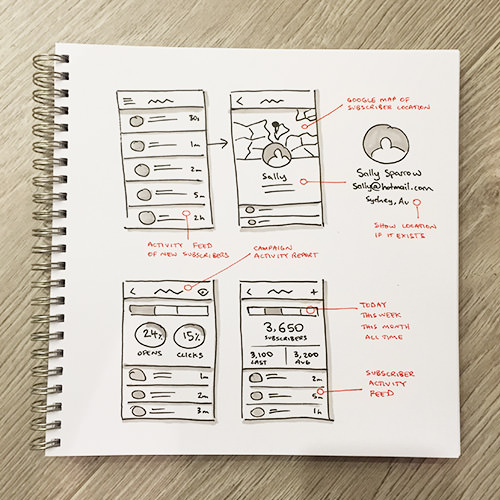 30s
1m
2m
5m
2h
ACTIVITY FEED
OF NEW SUBSCRIBERS
Sally
GOOGLE MAP OF
SUBSCRIBER LOCATION
Sally Sparrow
sally@hotmail.com
Sydney, Au
SHOW LOCATION
IF IT EXISTS
CAMPAIGN
ACTIVITY REPORT
24% 15%
OPENS CLICKS
1m
2m
3m
3,650
SUBSCRIBERS
3,100 3,200
LAST AVG
2m
5m
1h
TODAY
THIS WEEK
THIS MONTH
ALL TIME
SUBSCRIBER
ACTIVITY
FEED